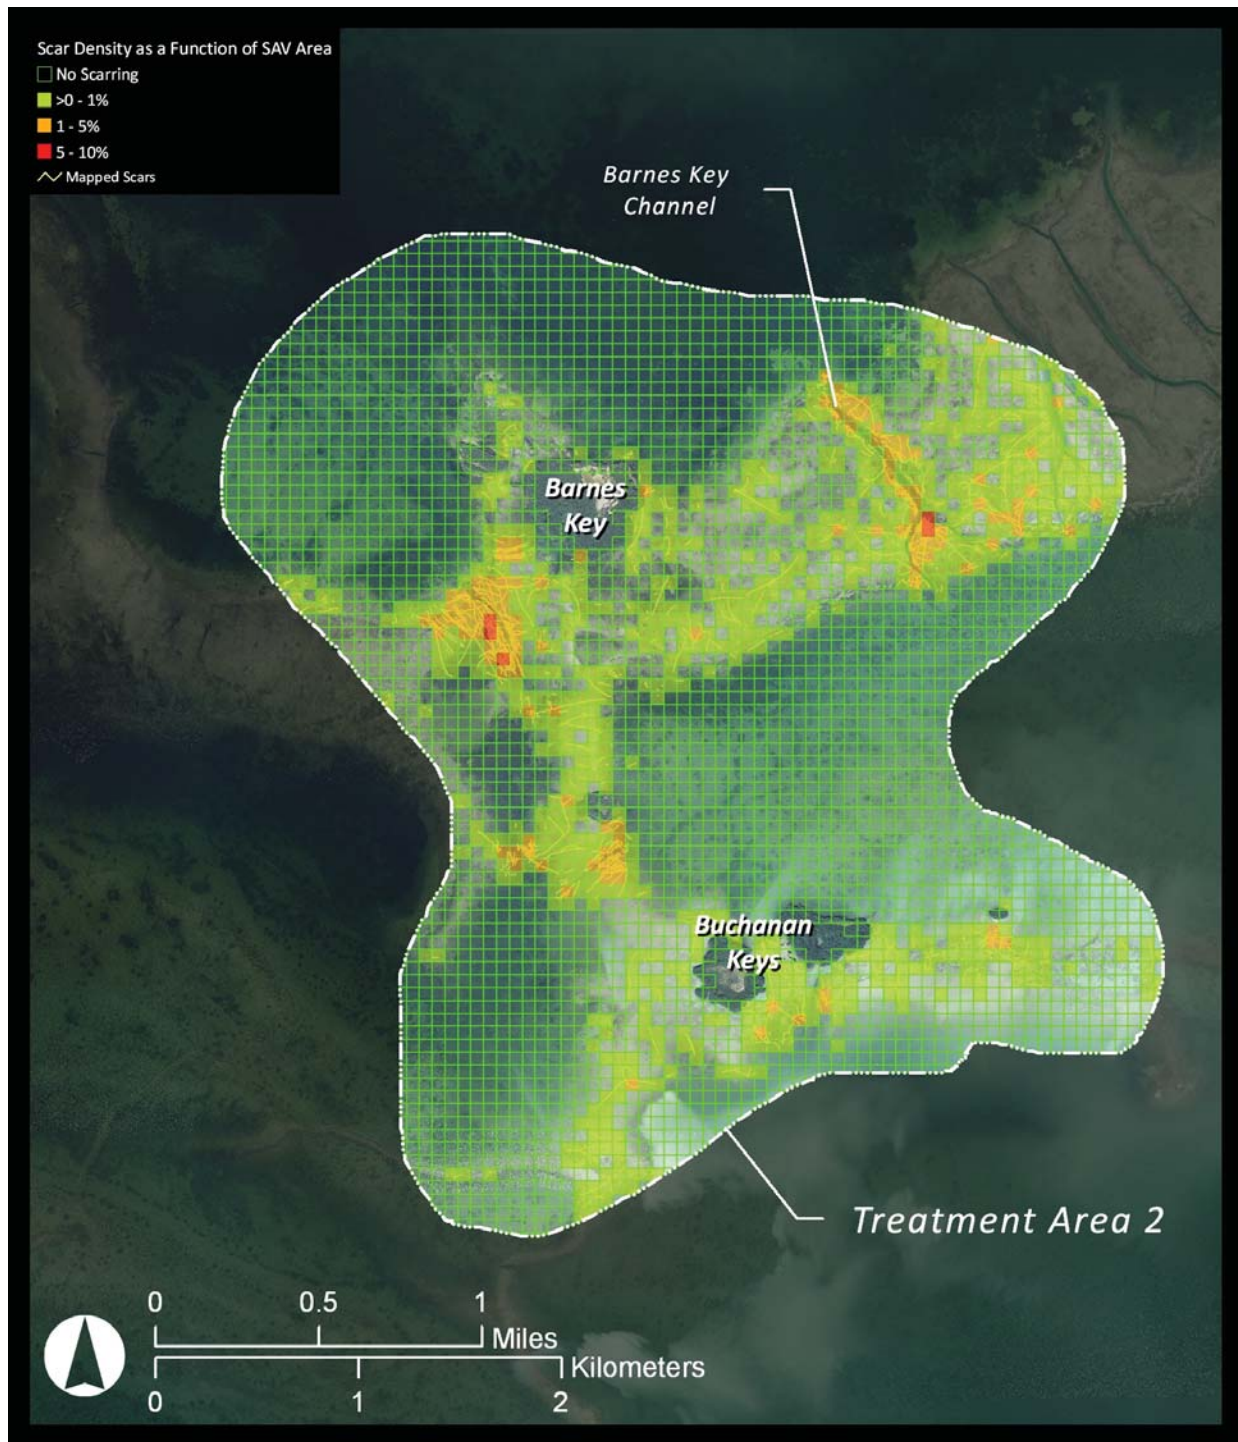 Scar Density as a Function of SAV Area
No Scarring
>0 - 1%
1 - 5%
5 - 10%
Mapped Scars
Barnes Key
Channel
Barnes
Key
Buchanan
Keys
Treatment Area 2
0 0.5 1
Miles
Kilometers
0 1 2